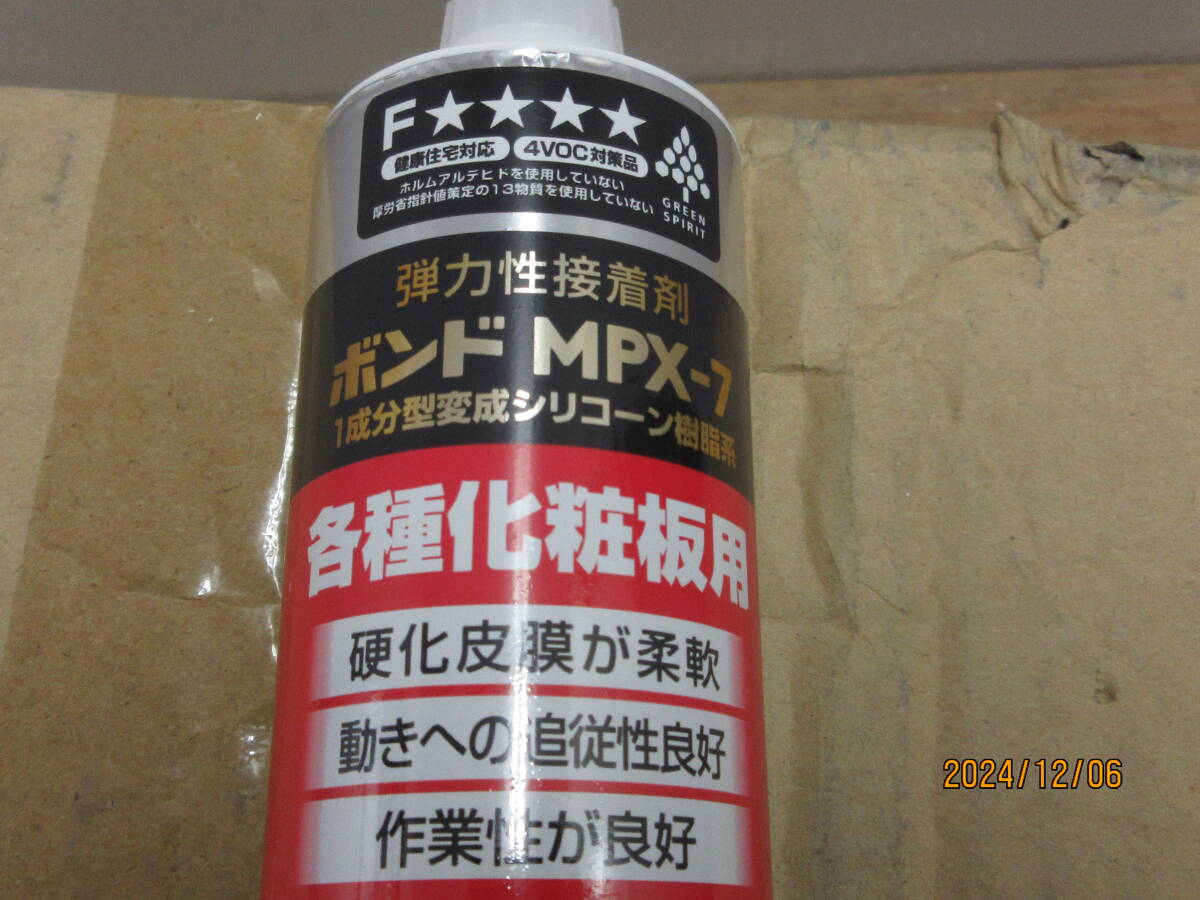 F★★★★
健康住宅対応 4VOC対策品
ホルムアルデヒドを使用していない
厚労省指針値策定の13物質を使用していない
GREEN
SPIRIT
弾力性接着剤
ボンド MPX-7
1成分型変成シリコーン樹脂系
各種化粧板用
硬化皮膜が柔軟
動きへの追従性良好
作業性が良好
2024/12/06